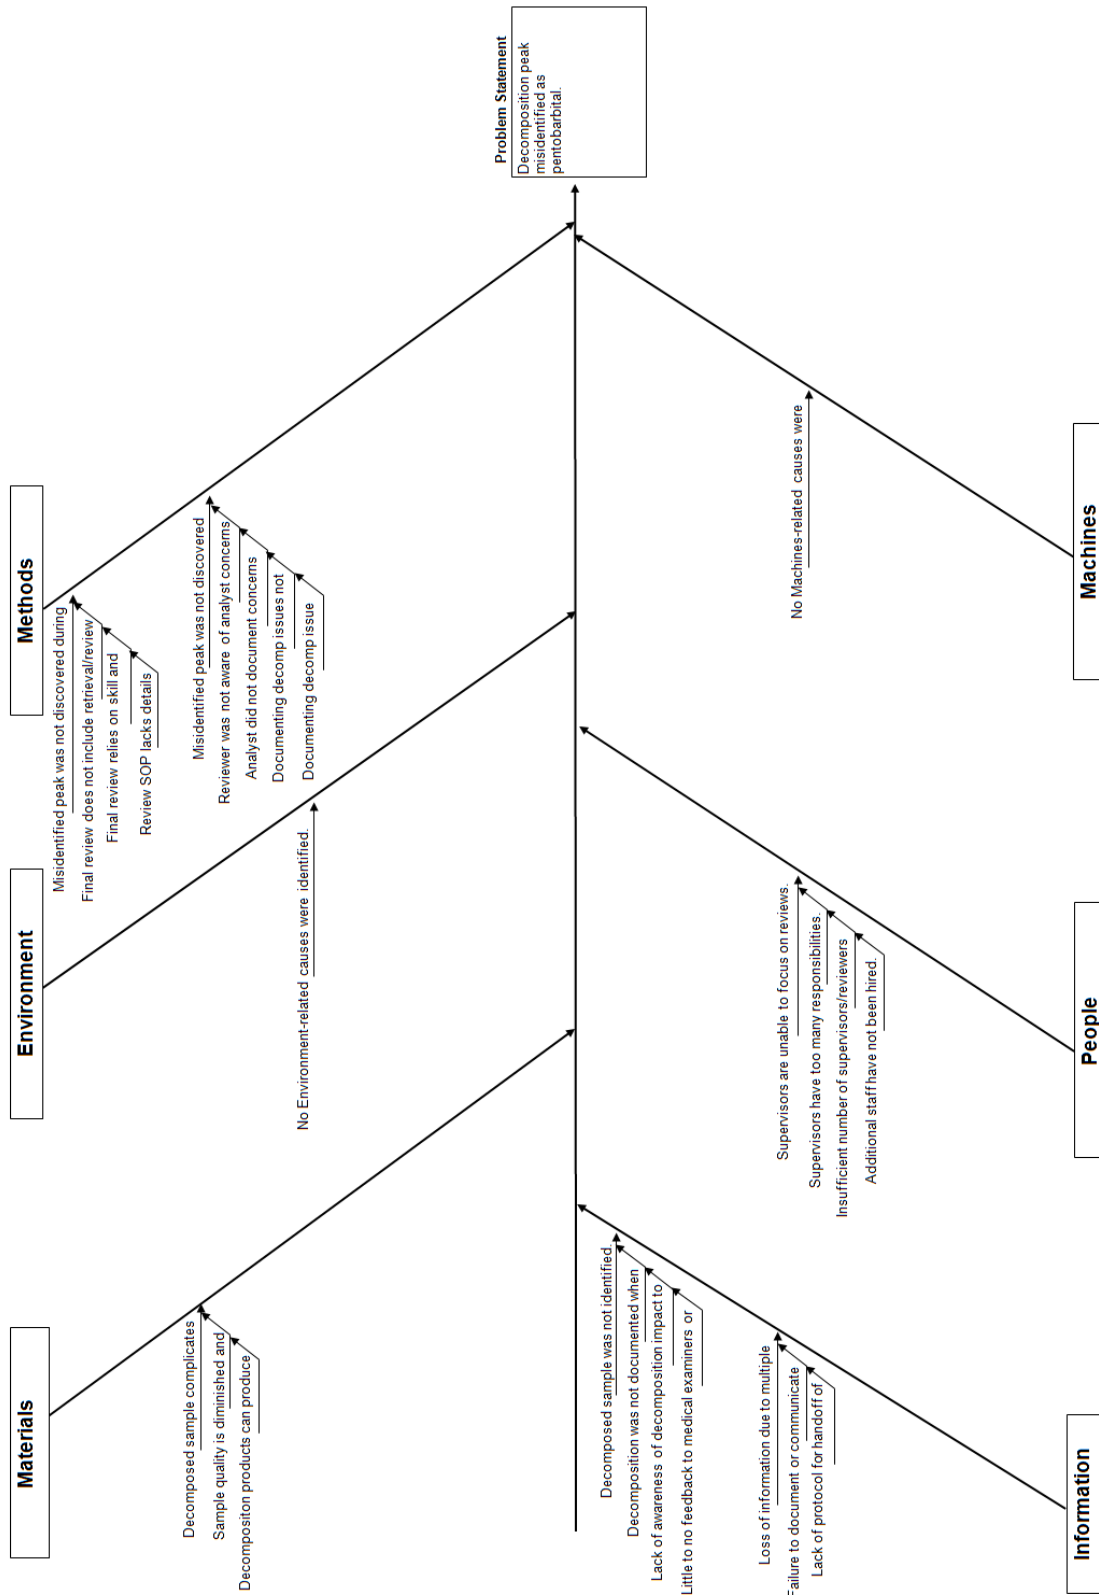 Materials
Environment
Methods
Decomposed sample complicates
Sample quality is diminished and
Decompositon products can produce
No Environment-related causes were identified.
Misidentified peak was not discovered during
Final review does not include retrieval/review
Final review relies on skill and
Review SOP lacks details
Misidentified peak was not discovered
Reviewer was not aware of analyst concerns
Analyst did not document concerns
Documenting decomp issues not
Documenting decomp issue
Problem Statement
Decomposition peak
misidentified as
pentobarbital.
Decomposed sample was not identified.
Decomposition was not documented when
Lack of awareness of decomposition impact to
Little to no feedback to medical examiners or
Loss of information due to multiple
Failure to document or communicate
Lack of protocol for handoff of
Supervisors are unable to focus on reviews.
Supervisors have too many responsibilities.
Insufficient number of supervisors/reviewers
Additional staff have not been hired.
No Machines-related causes were
Information
People
Machines